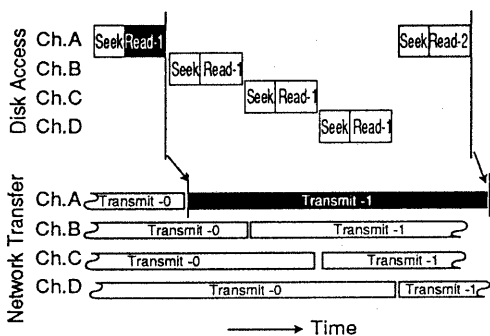 Disk Access
Ch.A Seek Read-1 Seek Read-2
Ch.B Seek Read-1
Ch.C Seek Read-1
Ch.D Seek Read-1
Network Transfer
Ch.A Transmit -0 Transmit -1
Ch.B Transmit -0 Transmit -1
Ch.C Transmit -0 Transmit -1
Ch.D Transmit -0 Transmit -1
Time